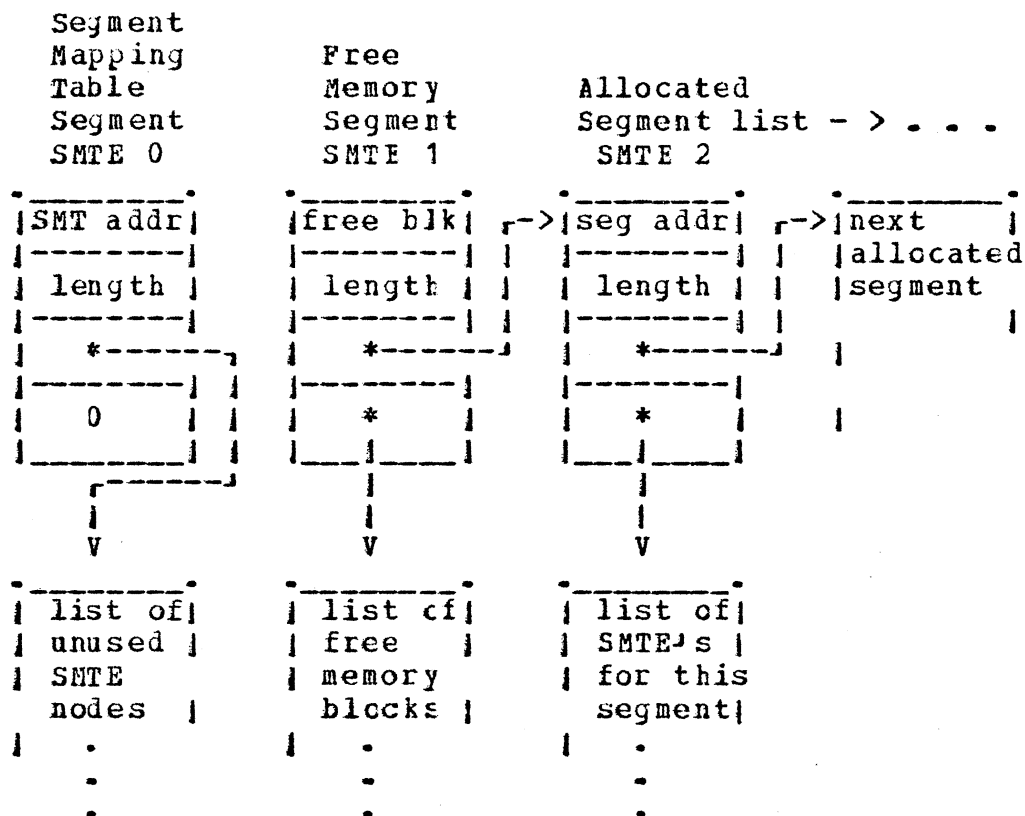 Segment
Mapping Free
Table Memory Allocated
Segment Segment Segment list - > . . .
SMTE 0 SMTE 1 SMTE 2
|SMT addr| |free blk| ->|seg addr| ->|next |
|allocated
| length | | length | | length | |segment
| *------- | *------- | *-------
| 0 | | * | | * |
V V V
| list of| | list of| | list of|
| unused | | free | | SMTE's |
| SMTE | memory | for this
nodes | blocks | segment|